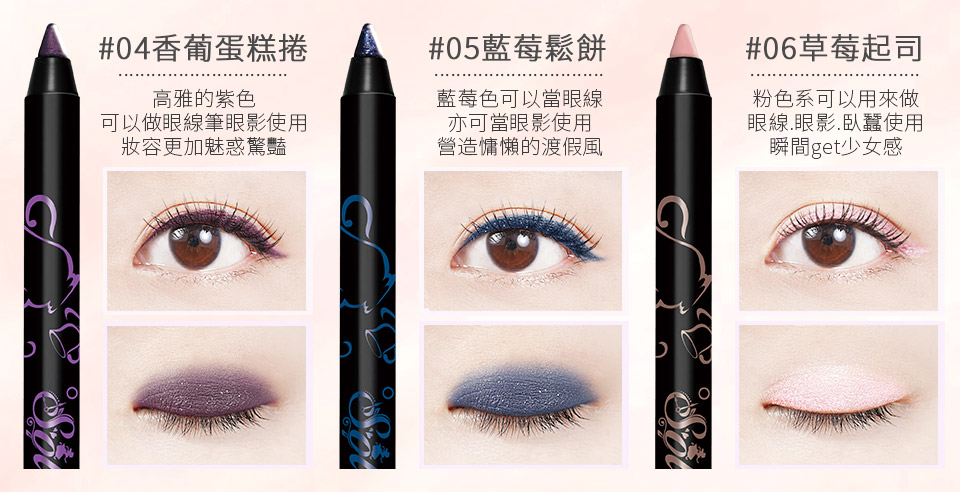 #04香葡蛋糕捲
高雅的紫色
可以做眼線筆眼影使用
妝容更加魅惑驚豔
#05藍莓鬆餅
藍莓色可以當眼線
亦可當眼影使用
營造慵懶的渡假風
#06草莓起司
粉色系可以用來做
眼線.眼影.臥蠶使用
瞬間get少女感